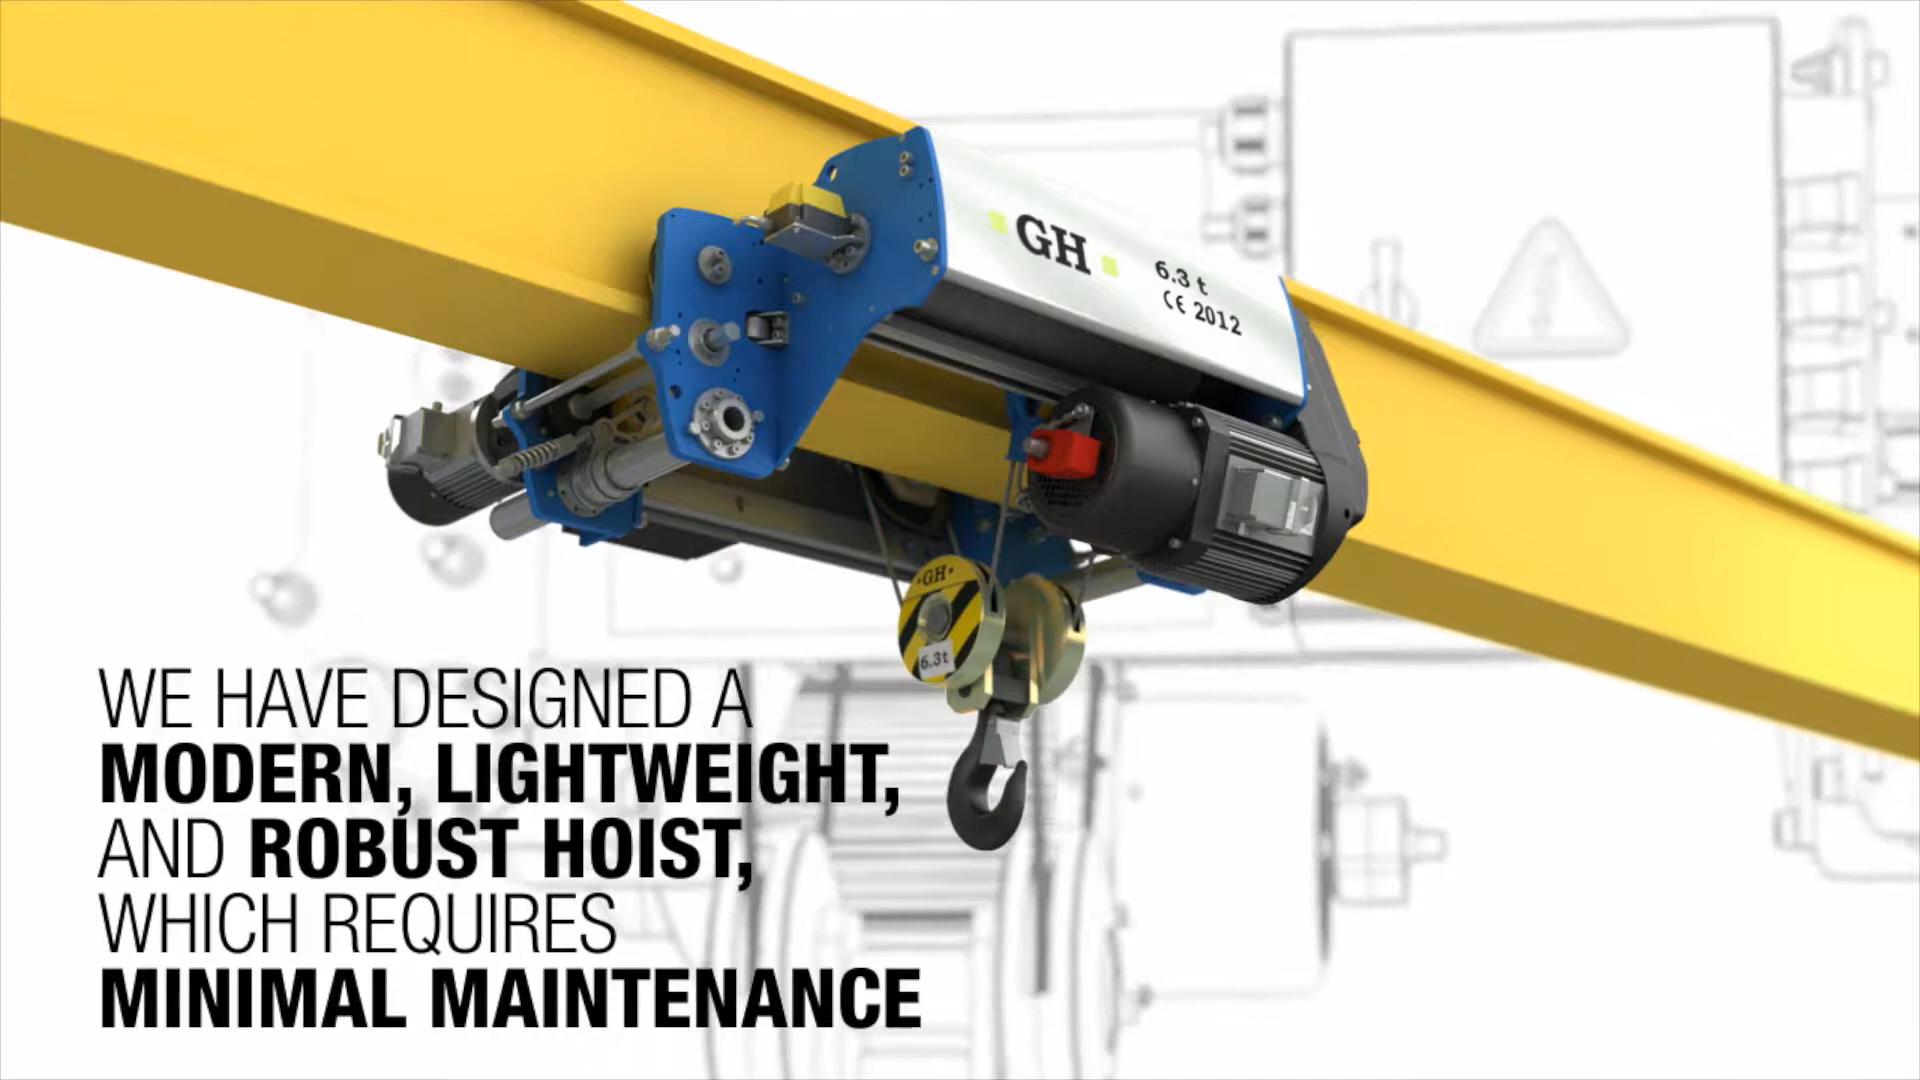 GH
6.3 t
CE 2012
·GH·
6.3t
WE HAVE DESIGNED A
MODERN, LIGHTWEIGHT,
AND ROBUST HOIST,
WHICH REQUIRES
MINIMAL MAINTENANCE